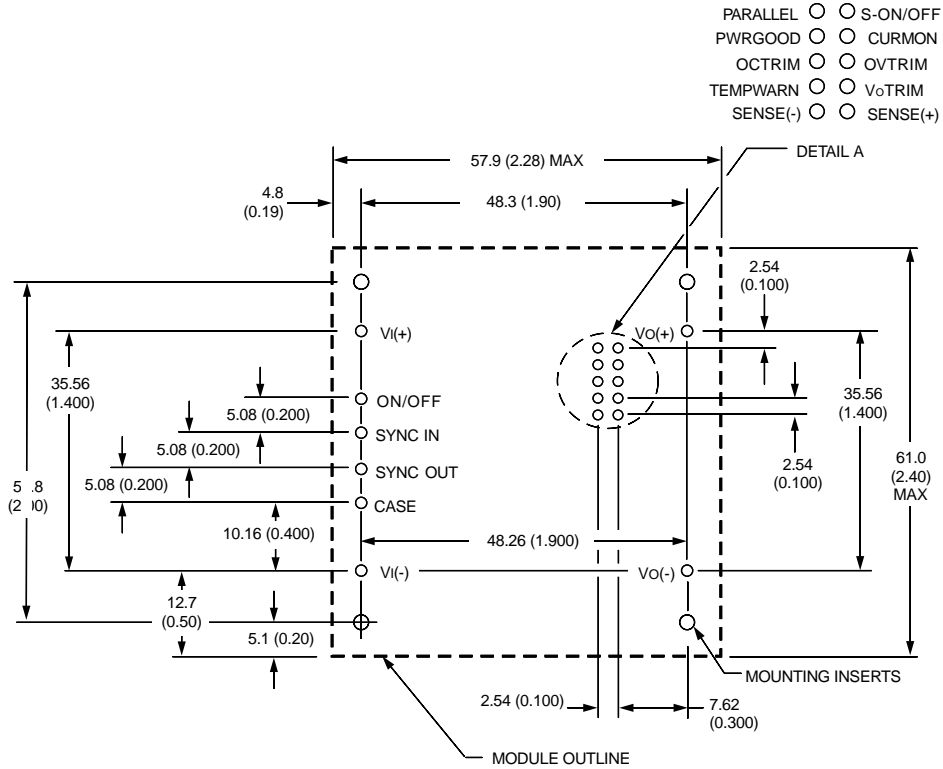 PARALLEL S-ON/OFF
PWRGOOD CURMON
OCTRIM OVTRIM
TEMPWARN VOTRIM
SENSE(-) SENSE(+)
DETAIL A
57.9 (2.28) MAX
4.8
(0.19)
48.3 (1.90)
2.54
(0.100)
VI(+)
VO(+)
35.56
(1.400)
ON/OFF
5.08 (0.200)
SYNC IN
5.08 (0.200)
SYNC OUT
5.08 (0.200)
CASE
10.16 (0.400)
35.56
(1.400)
2.54
(0.100)
61.0
(2.40)
MAX
48.26 (1.900)
VI(-)
VO(-)
12.7
(0.50)
5.1 (0.20)
MOUNTING INSERTS
2.54 (0.100)
7.62
(0.300)
MODULE OUTLINE